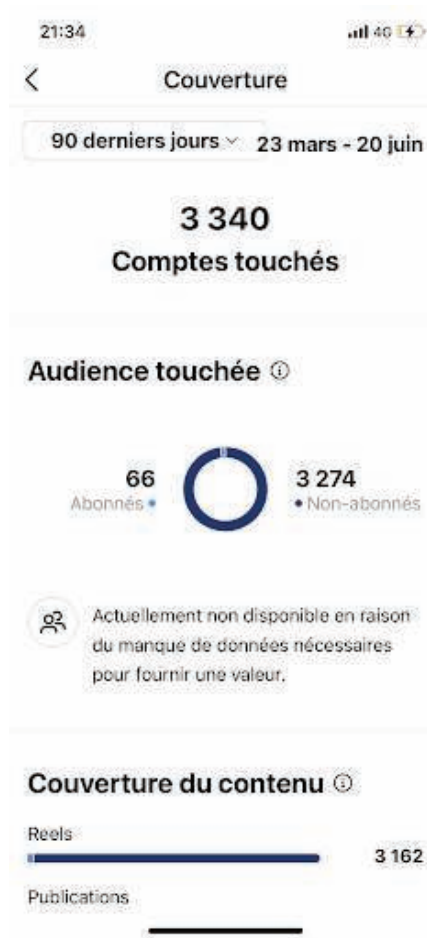 21:34
4G
Couverture
90 derniers jours
23 mars - 20 juin
3 340
Comptes touchés
Audience touchée
66
Abonnés
3 274
Non-abonnés
Actuellement non disponible en raison
du manque de données nécessaires
pour fournir une valeur.
Couverture du contenu
Reels
3 162
Publications